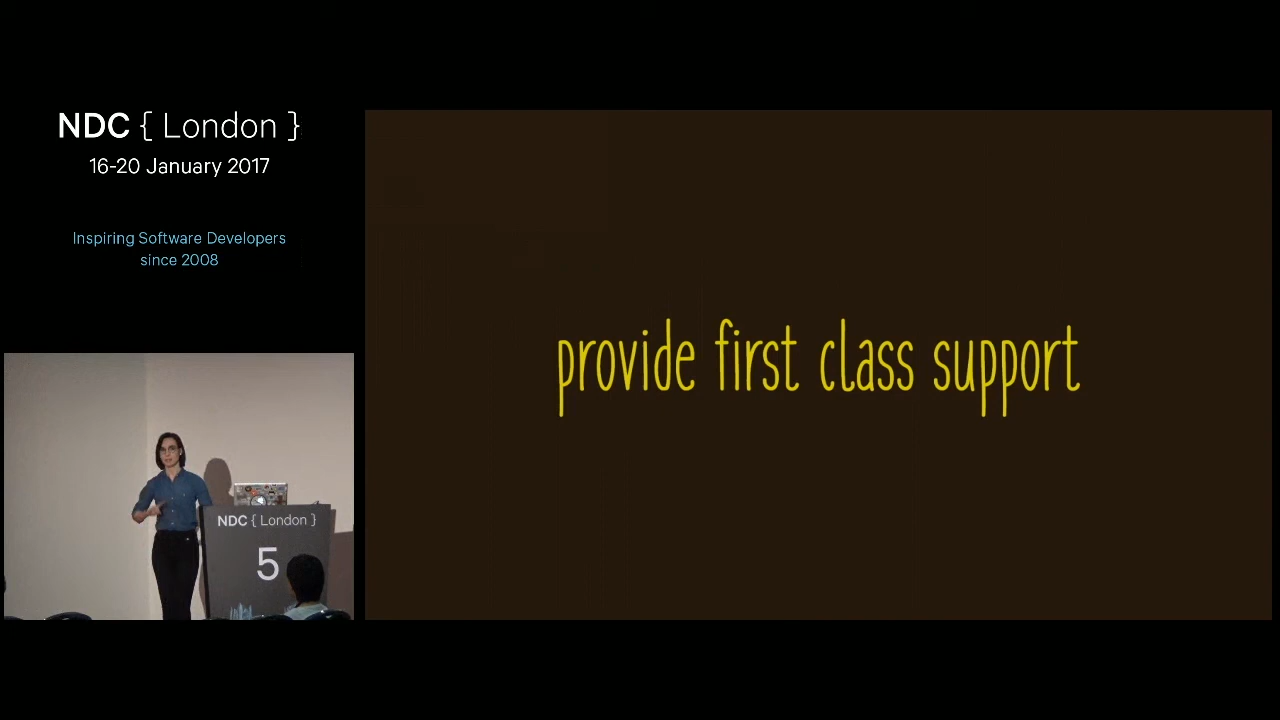 NDC { London }
16-20 January 2017
Inspiring Software Developers
since 2008
provide first class support
NDC { London }
5